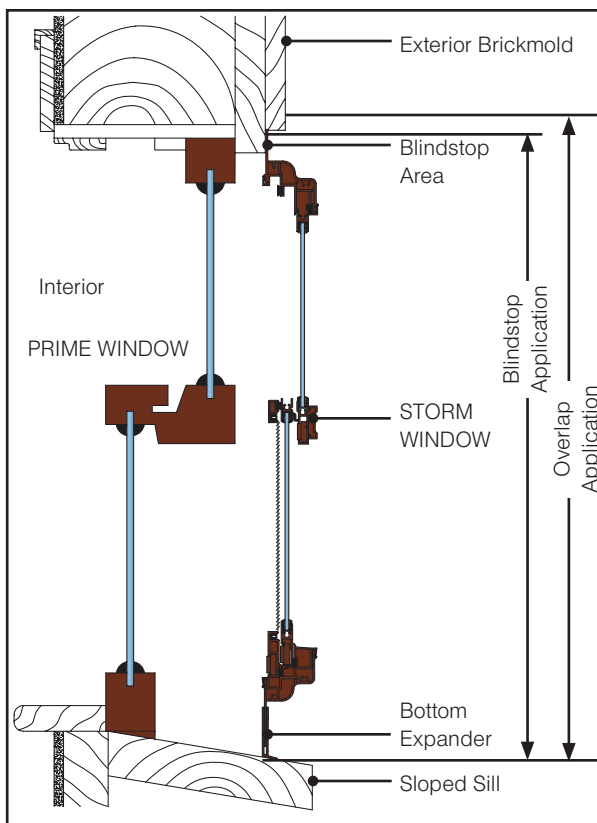 Exterior Brickmold
Blindstop
Area
Interior
PRIME WINDOW
STORM
WINDOW
Blindstop
Application
Overlap
Application
Bottom
Expander
Sloped Sill